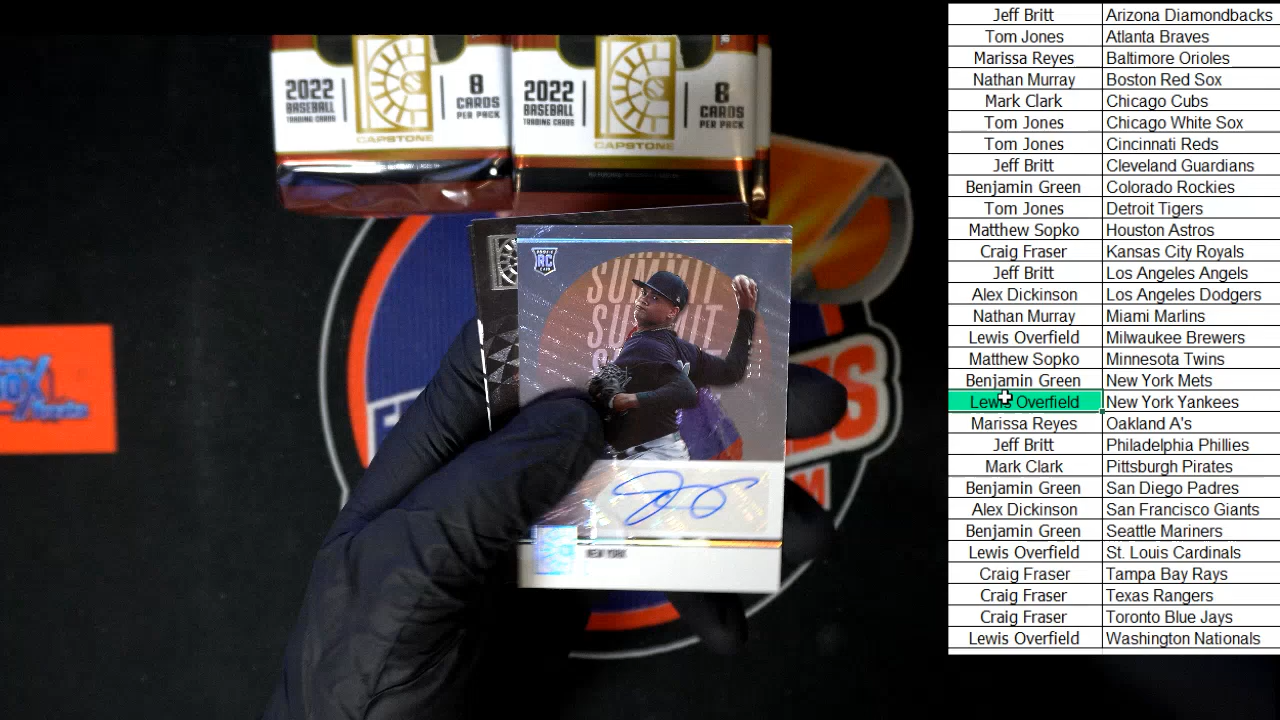 2022
BASEBALL
TRADING CARDS
8
CARDS
PER PACK
CAPSTONE
2022
BASEBALL
TRADING CARDS
8
CARDS
PER PACK
CAPSTONE
RC
SUMMIT
SUMMIT
NEW YORK
Jeff Britt Arizona Diamondbacks
Tom Jones Atlanta Braves
Marissa Reyes Baltimore Orioles
Nathan Murray Boston Red Sox
Mark Clark Chicago Cubs
Tom Jones Chicago White Sox
Tom Jones Cincinnati Reds
Jeff Britt Cleveland Guardians
Benjamin Green Colorado Rockies
Tom Jones Detroit Tigers
Matthew Sopko Houston Astros
Craig Fraser Kansas City Royals
Jeff Britt Los Angeles Angels
Alex Dickinson Los Angeles Dodgers
Nathan Murray Miami Marlins
Lewis Overfield Milwaukee Brewers
Matthew Sopko Minnesota Twins
Benjamin Green New York Mets
Lewis Overfield New York Yankees
Marissa Reyes Oakland A's
Jeff Britt Philadelphia Phillies
Mark Clark Pittsburgh Pirates
Benjamin Green San Diego Padres
Alex Dickinson San Francisco Giants
Benjamin Green Seattle Mariners
Lewis Overfield St. Louis Cardinals
Craig Fraser Tampa Bay Rays
Craig Fraser Texas Rangers
Craig Fraser Toronto Blue Jays
Lewis Overfield Washington Nationals